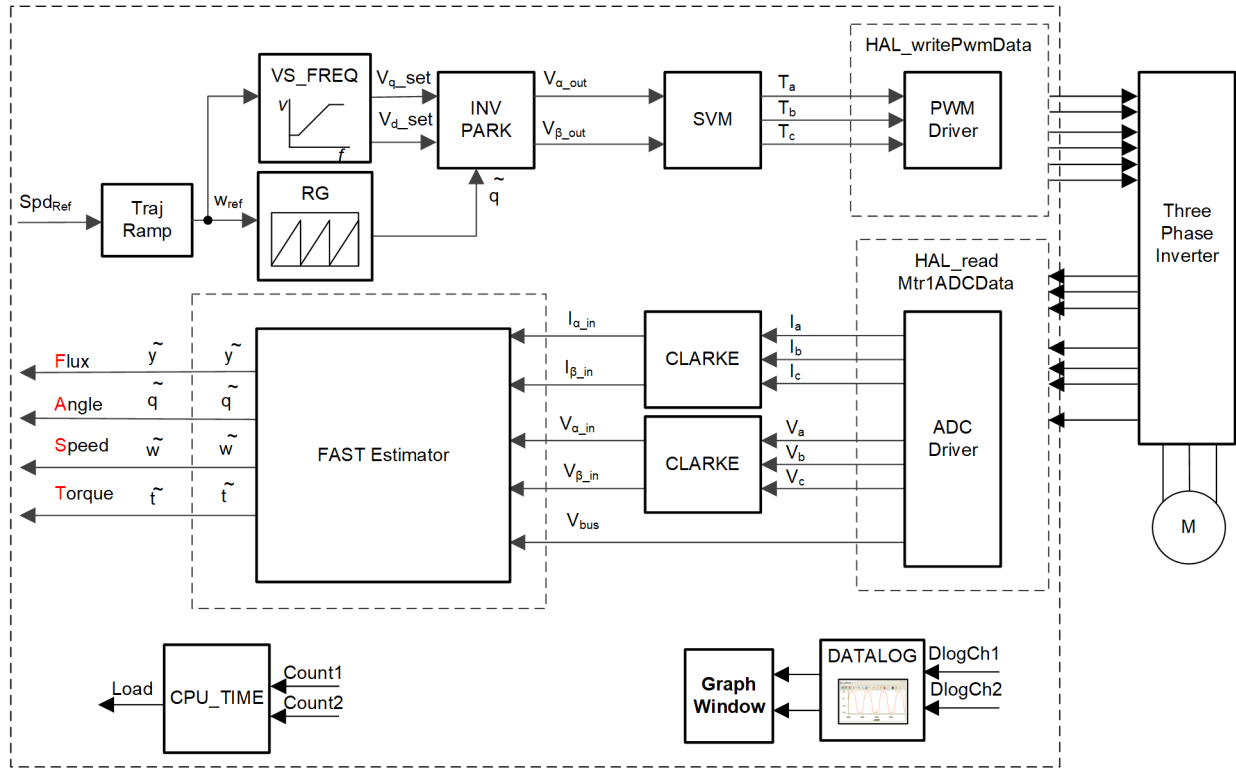 HAL_writePwmData
VS_FREQ
V
f
Vq_set
Vd_set
INV
PARK
Vα_out
Vβ_out
SVM
Ta
Tb
Tc
PWM
Driver
SpdRef
Traj
Ramp
wref
RG
q̃
Three
Phase
Inverter
HAL_read
Mtr1ADCData
Flux
ỹ
ỹ
Angle
q̃
q̃
Speed
w̃
w̃
Torque
t̃
t̃
FAST Estimator
Iα_in
Iβ_in
Vα_in
Vβ_in
Vbus
CLARKE
CLARKE
Ia
Ib
Ic
Va
Vb
Vc
ADC
Driver
M
Load
CPU_TIME
Count1
Count2
Graph
Window
DATALOG
DlogCh1
DlogCh2